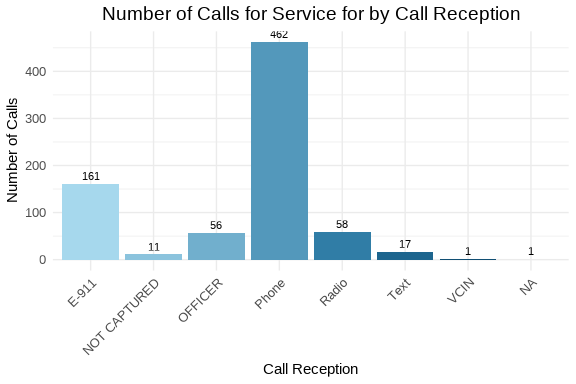 Number of Calls for Service for by Call Reception
462
400
300
200
100
0
Number of Calls
161
11
56
58
17
1
1
E-911
NOT CAPTURED
OFFICER
Phone
Radio
Text
VCIN
NA
Call Reception